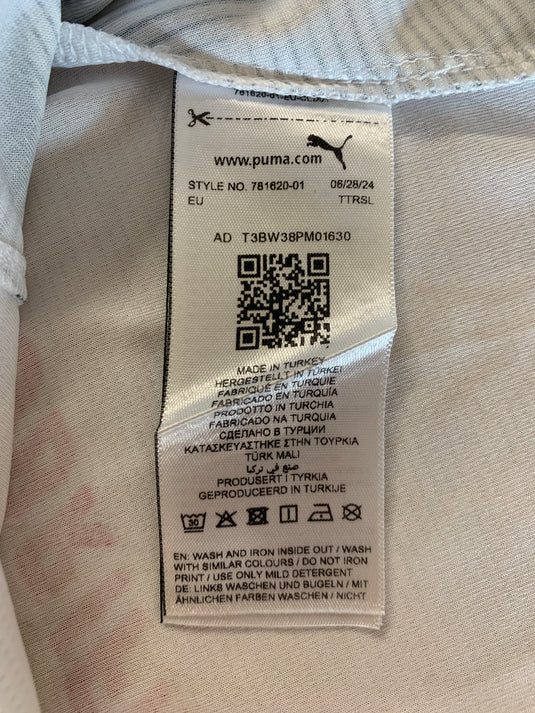 www.puma.com
STYLE NO. 781620-01 06/28/24
EU TTRSL
AD T3BW38PM01630
MADE IN TURKEY
HERGESTELLT IN TÜRKEI
FABRIQUÉ EN TURQUIE
FABRICADO EN TURQUÍA
PRODOTTO IN TURCHIA
FABRICADO NA TURQUIA
СДЕЛАНО В ТУРЦИИ
ΚΑΤΑΣΚΕΥΑΣΤΗΚΕ ΣΤΗΝ ΤΟΥΡΚΙΑ
TÜRK MALI
صنع في تركيا
PRODUSERT I TYRKIA
GEPRODUCEERD IN TURKIJE
30
EN: WASH AND IRON INSIDE OUT / WASH
WITH SIMILAR COLOURS / DO NOT IRON
PRINT / USE ONLY MILD DETERGENT
DE: LINKS WASCHEN UND BÜGELN / MIT
ÄHNLICHEN FARBEN WASCHEN / NICHT